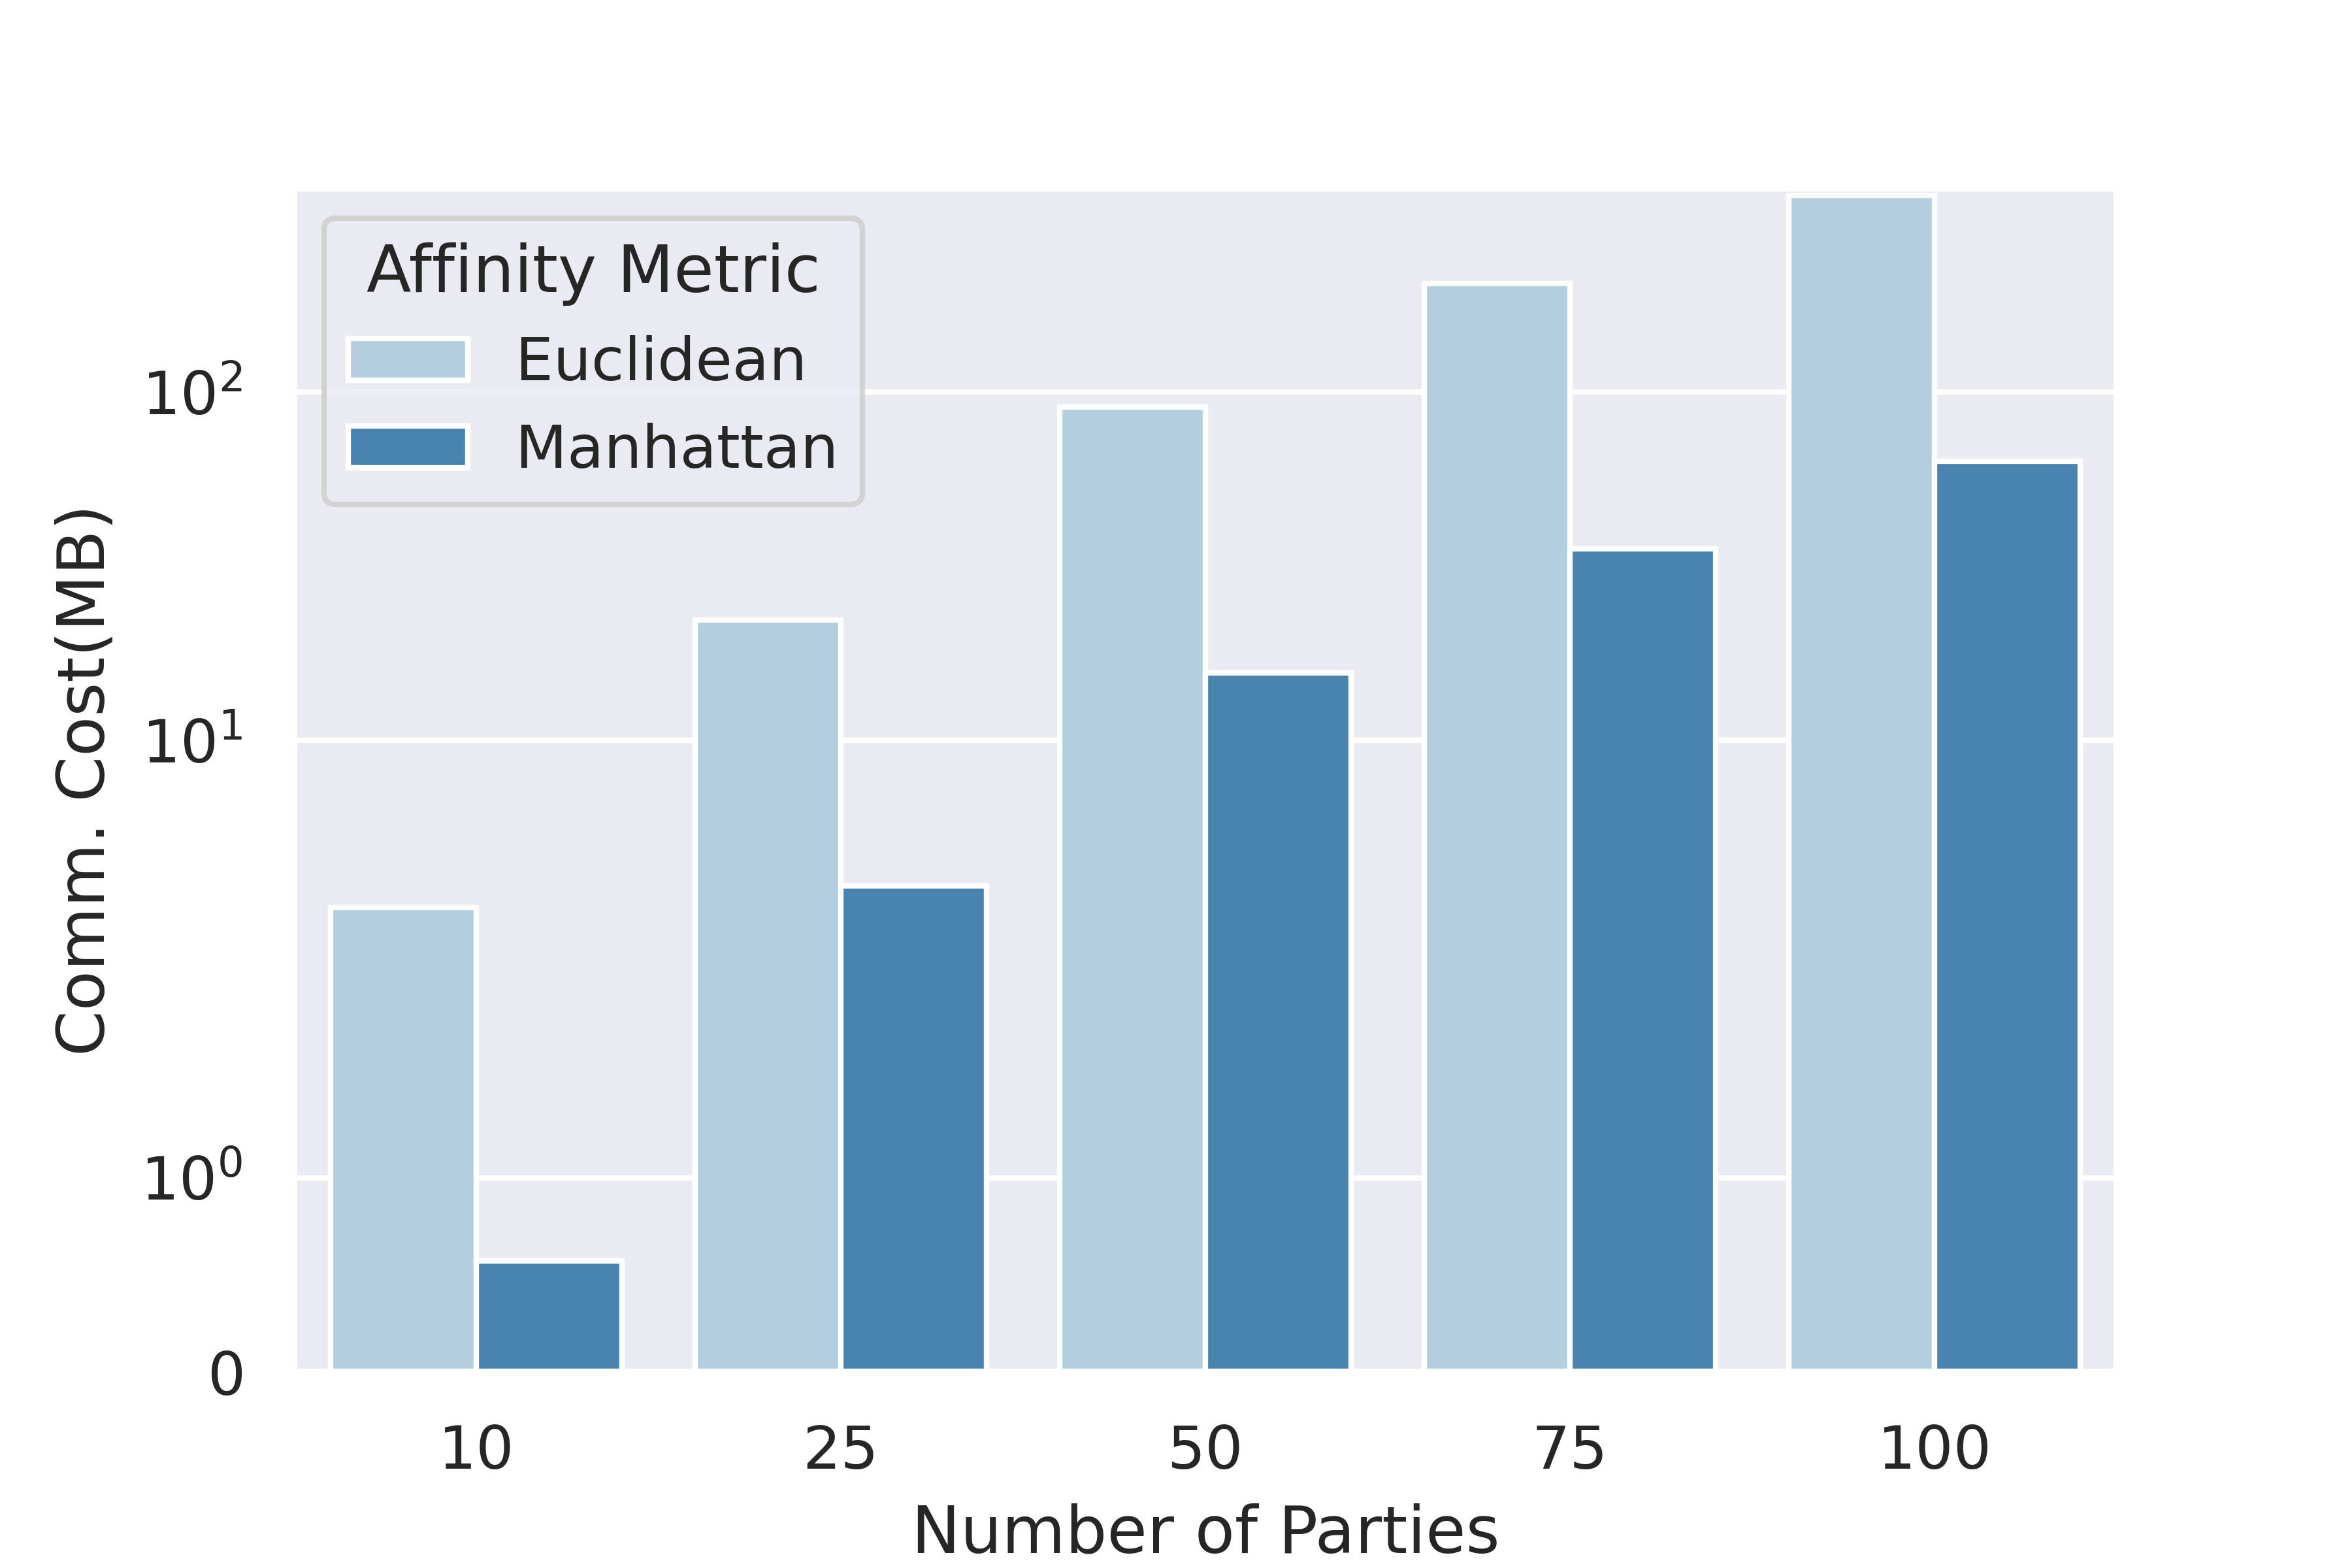 Affinity Metric
Euclidean
Manhattan
Comm. Cost(MB)
10²
10¹
10⁰
0
10 25 50 75 100
Number of Parties